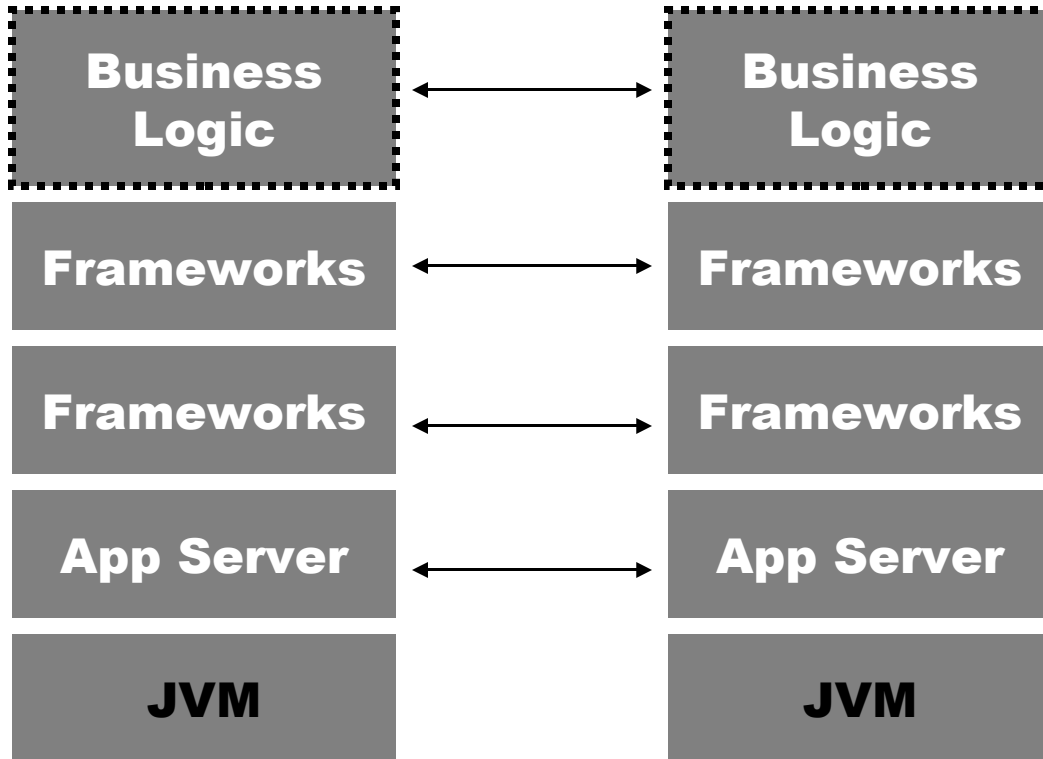 Business
Logic
Business
Logic
Frameworks
Frameworks
Frameworks
Frameworks
App Server
App Server
JVM
JVM